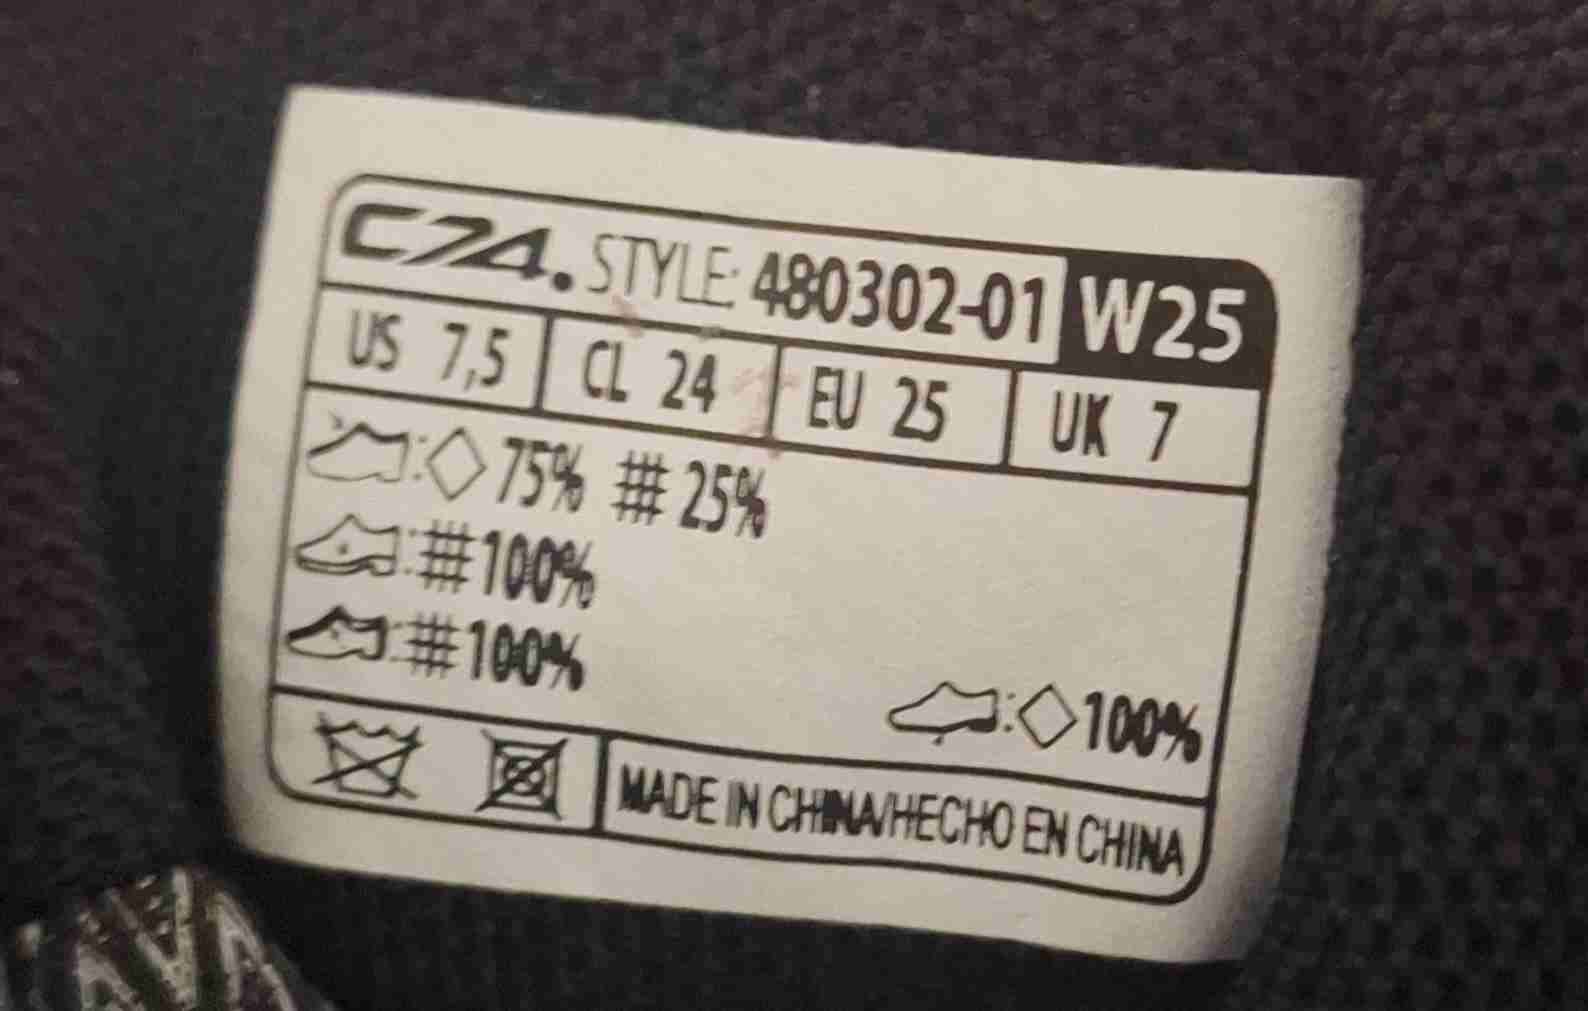 C74. STYLE: 480302-01 W25
US 7,5 CL 24 EU 25 UK 7
: 75% # 25%
: # 100%
: # 100%
: 100%
MADE IN CHINA/HECHO EN CHINA